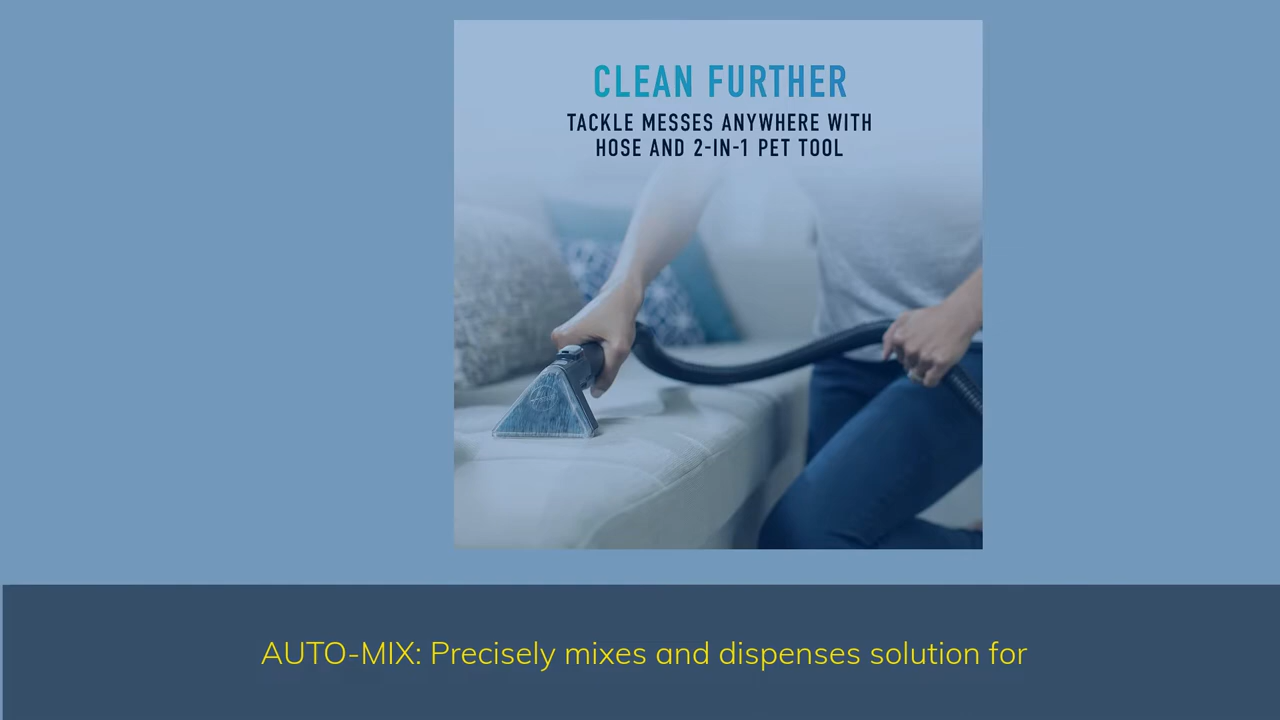 CLEAN FURTHER
TACKLE MESSES ANYWHERE WITH
HOSE AND 2-IN-1 PET TOOL
AUTO-MIX: Precisely mixes and dispenses solution for